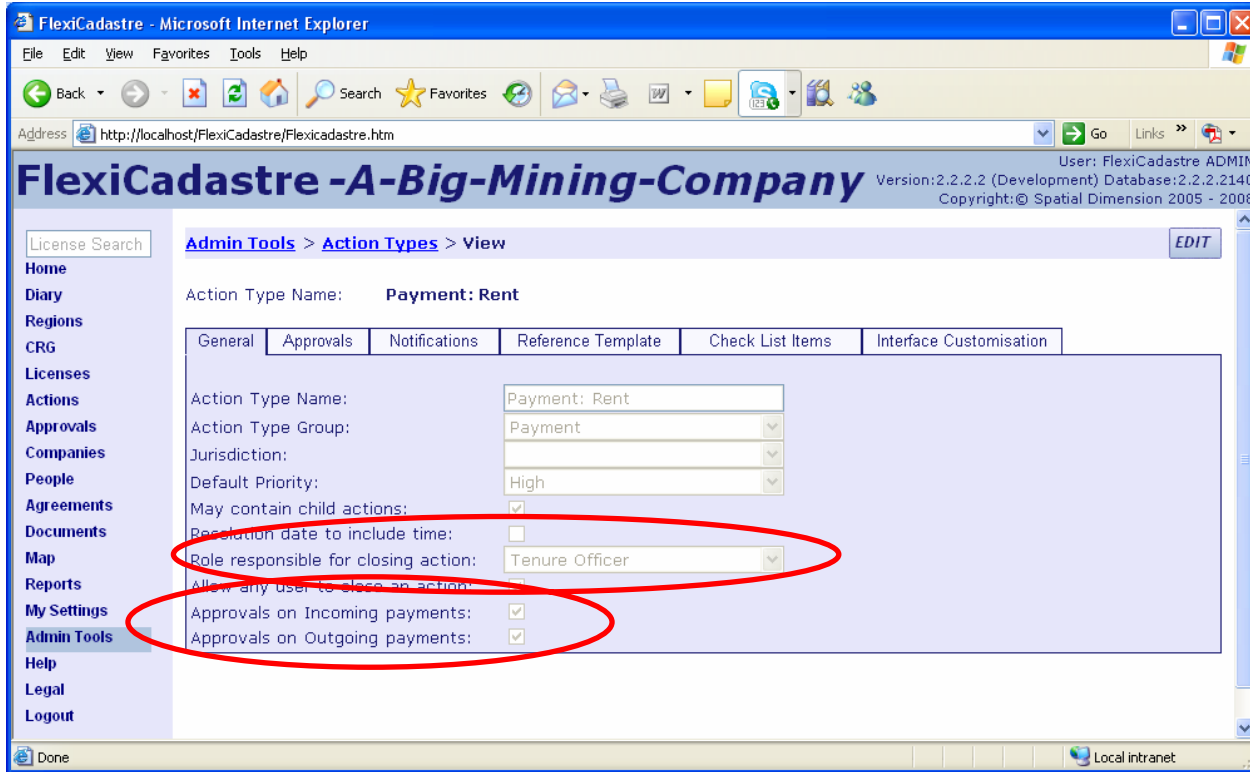 FlexiCadastre - Microsoft Internet Explorer
File Edit View Favorites Tools Help
Back Search Favorites
Address http://localhost/FlexiCadastre/Flexicadastre.htm Go Links »
User: FlexiCadastre ADMIN
FlexiCadastre -A-Big-Mining-Company
Version:2.2.2.2 (Development) Database:2.2.2.2140
Copyright:© Spatial Dimension 2005 - 2008
License Search
Home
Diary
Regions
CRG
Licenses
Actions
Approvals
Companies
People
Agreements
Documents
Map
Reports
My Settings
Admin Tools
Help
Legal
Logout
Admin Tools > Action Types > View EDIT
Action Type Name: Payment: Rent
General Approvals Notifications Reference Template Check List Items Interface Customisation
Action Type Name: Payment: Rent
Action Type Group: Payment
Jurisdiction:
Default Priority: High
May contain child actions:
Resolution date to include time:
Role responsible for closing action: Tenure Officer
Allow any user to close an action:
Approvals on Incoming payments:
Approvals on Outgoing payments:
Done Local intranet